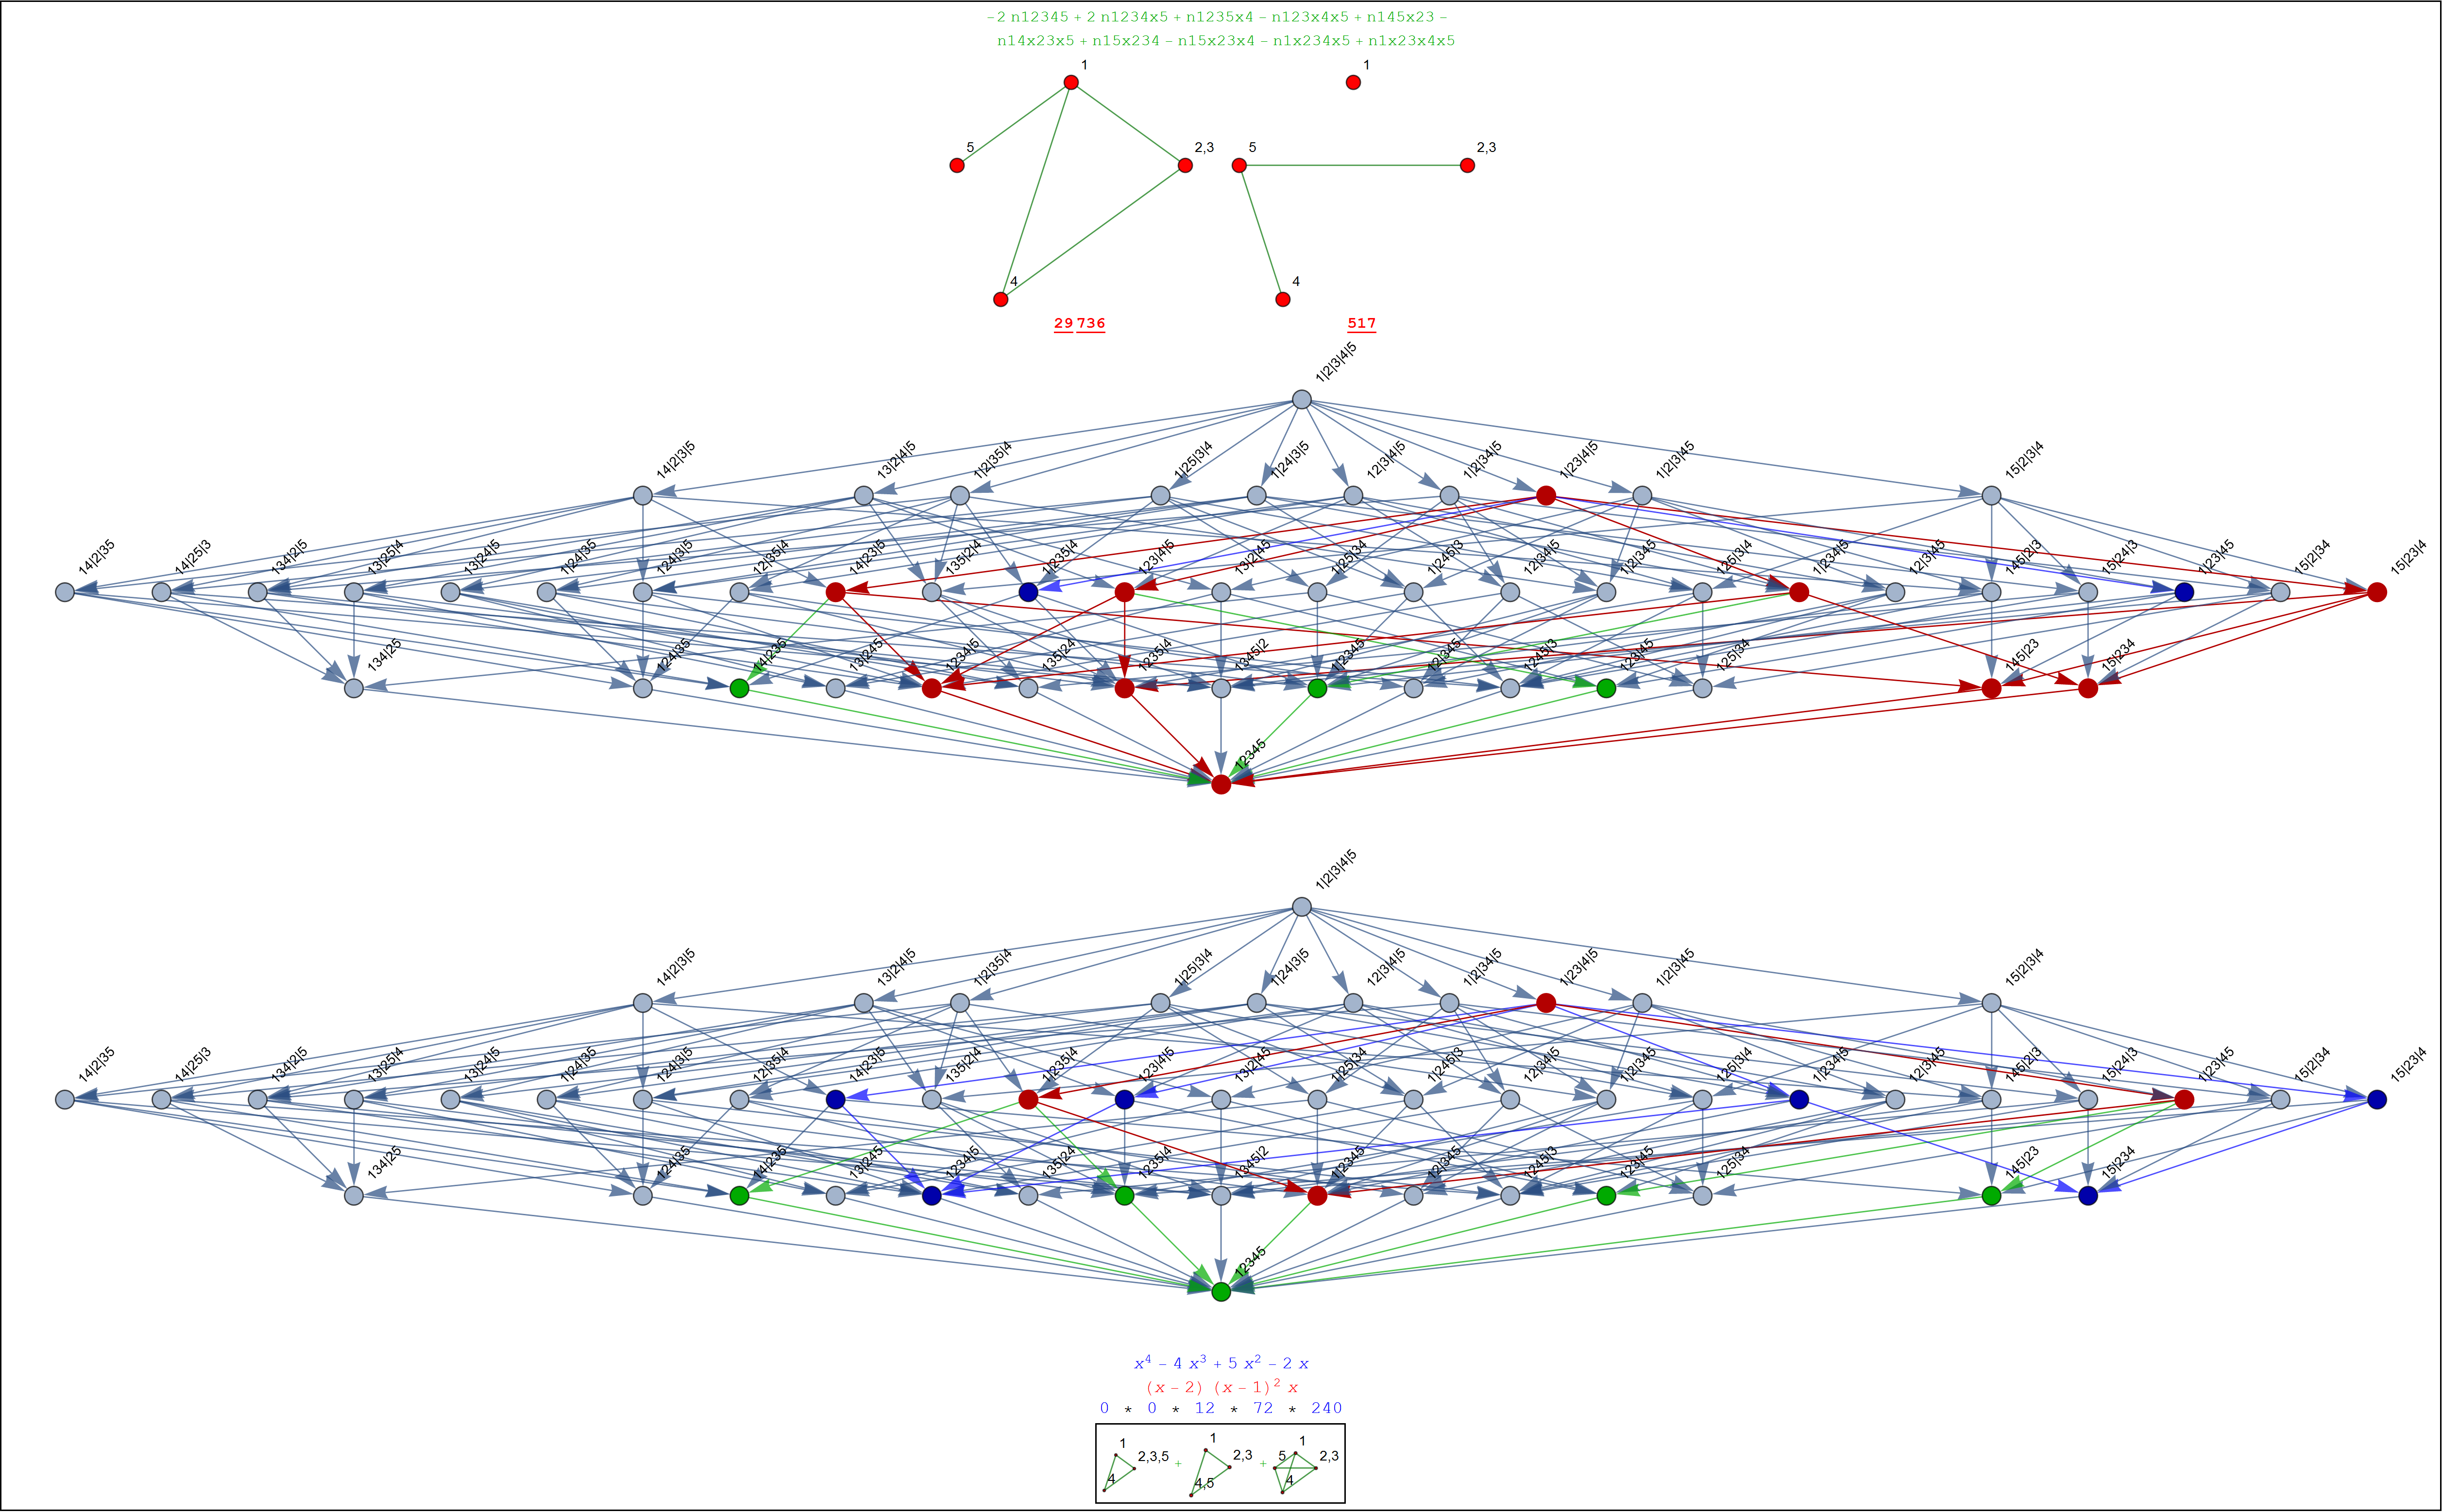 -2 n12345 + 2 n1234x5 + n1235x4 - n123x4x5 + n145x23 -
n14x23x5 + n15x234 - n15x23x4 - n1x234x5 + n1x23x4x5
1 1
5 2,3 5 2,3
4 4
29 736 517
1|2|3|4|5
14|2|3|5 13|2|4|5 1|2|35|4 1|25|3|4 1|24|3|5 12|3|4|5 1|2|34|5 1|23|4|5 1|2|3|45 15|2|3|4
14|2|35 14|25|3 134|2|5 13|25|4 13|24|5 1|24|35 124|3|5 12|35|4 14|23|5 135|2|4 1|235|4 123|4|5 13|2|45 1|25|34 1|245|3 12|34|5 1|2|345 125|3|4 1|234|5 12|3|45 145|2|3 15|24|3 1|23|45 15|2|34 15|23|4
134|25 124|35 14|235 13|245 1234|5 135|24 1235|4 1345|2 1|2345 12|345 1245|3 123|45 125|34 145|23 15|234
12345
1|2|3|4|5
14|2|3|5 13|2|4|5 1|2|35|4 1|25|3|4 1|24|3|5 12|3|4|5 1|2|34|5 1|23|4|5 1|2|3|45 15|2|3|4
14|2|35 14|25|3 134|2|5 13|25|4 13|24|5 1|24|35 124|3|5 12|35|4 14|23|5 135|2|4 1|235|4 123|4|5 13|2|45 1|25|34 1|245|3 12|34|5 1|2|345 125|3|4 1|234|5 12|3|45 145|2|3 15|24|3 1|23|45 15|2|34 15|23|4
134|25 124|35 14|235 13|245 1234|5 135|24 1235|4 1345|2 1|2345 12|345 1245|3 123|45 125|34 145|23 15|234
12345
x⁴ - 4 x³ + 5 x² - 2 x
(x - 2) (x - 1)² x
0 * 0 * 12 * 72 * 240
1 1 1
2,3,5 + 2,3 + 5 2,3
4 4,5 4